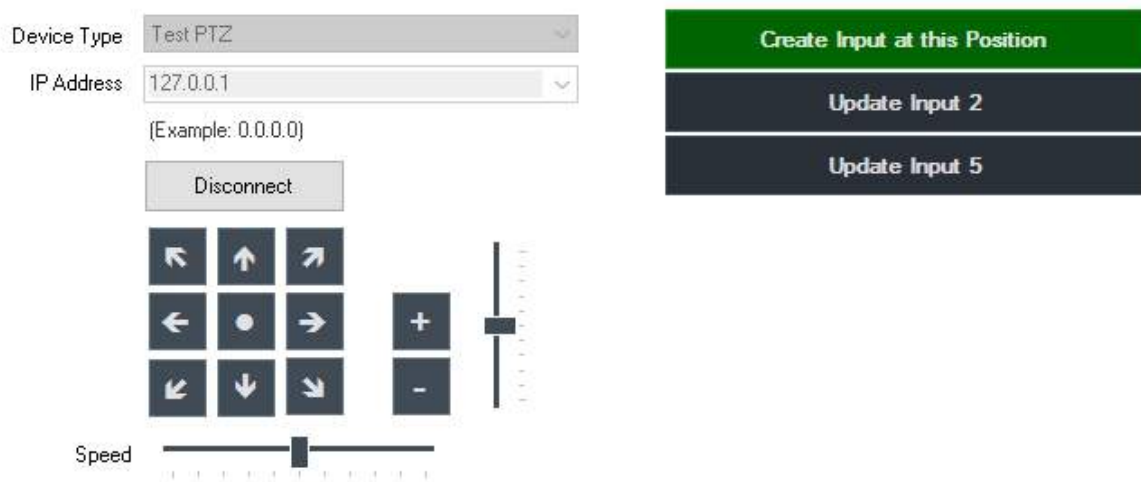 Device Type
Test PTZ
IP Address
127.0.0.1
(Example: 0.0.0.0)
Disconnect
+
-
Speed
Create Input at this Position
Update Input 2
Update Input 5